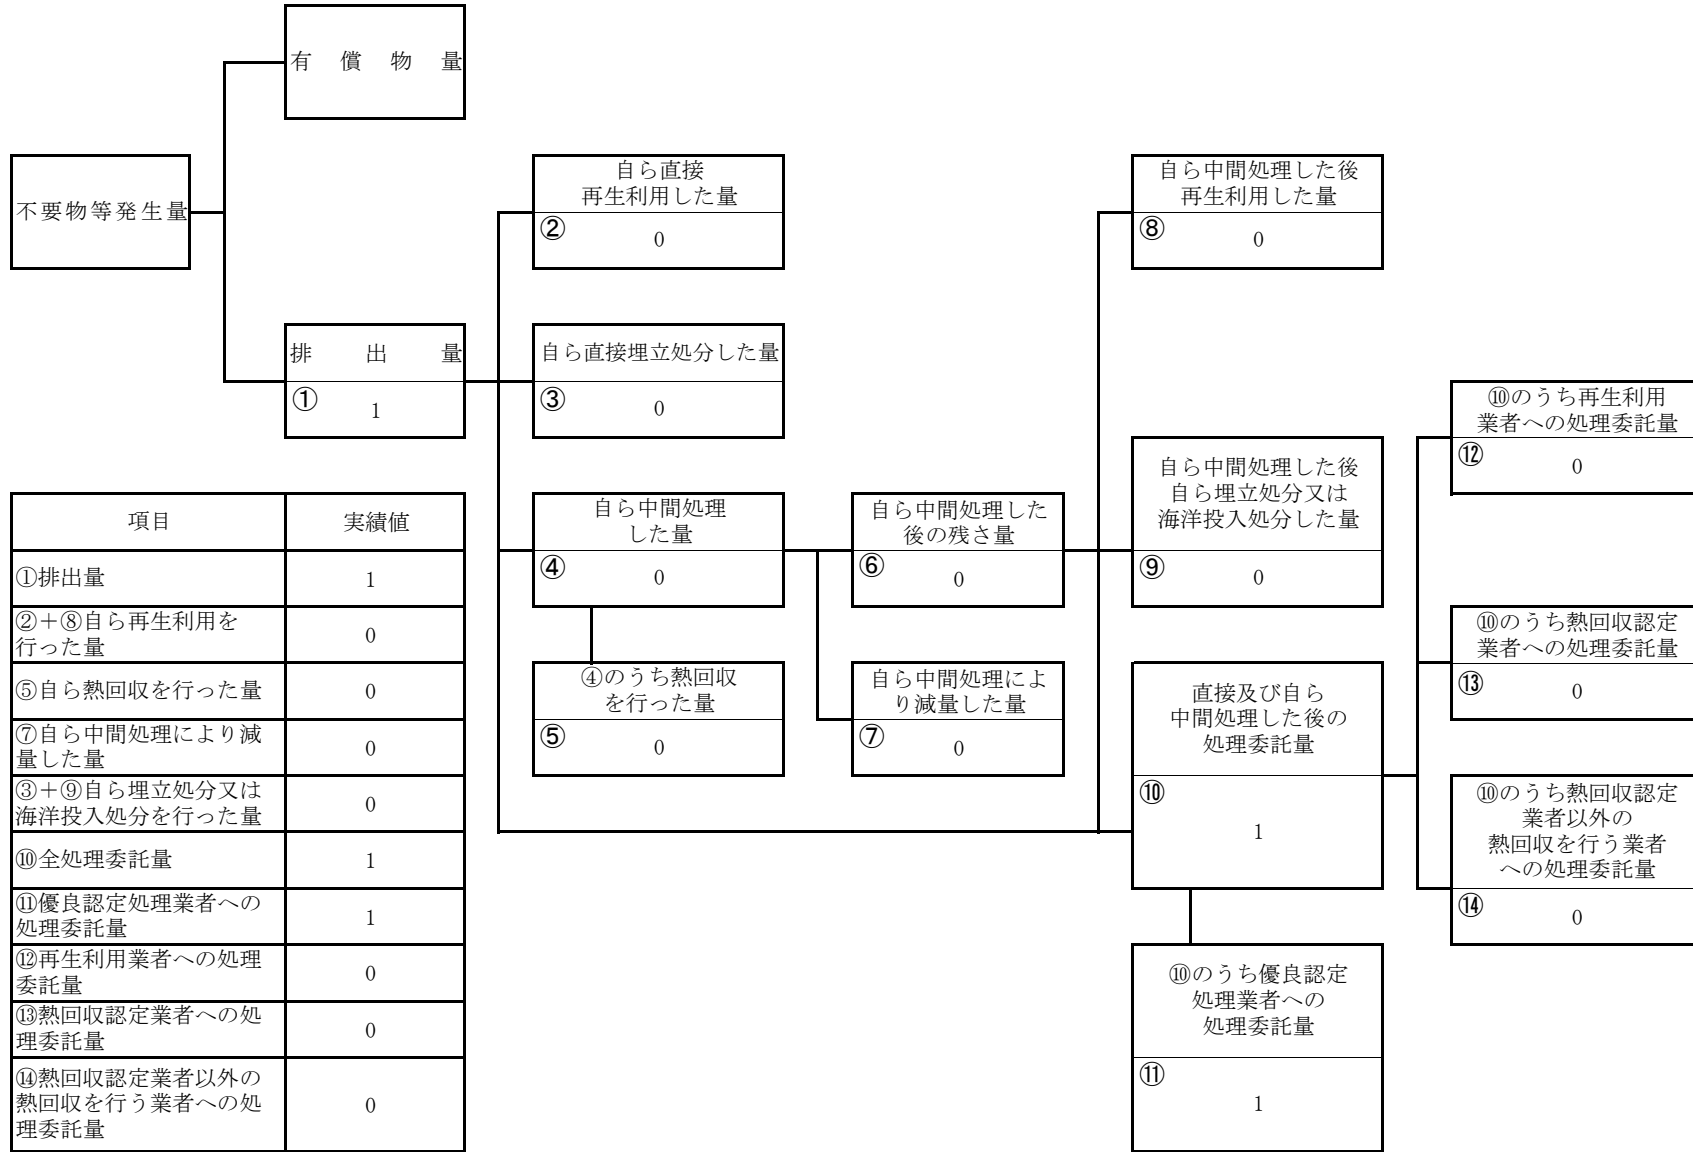 有償物量
不要物等発生量
自ら直接
再生利用した量
②
0
自ら中間処理した後
再生利用した量
⑧
0
排出量
①
1
自ら直接埋立処分した量
③
0
⑩のうち再生利用
業者への処理委託量
⑫
0
自ら中間処理した後
自ら埋立処分又は
海洋投入処分した量
⑨
0
自ら中間処理
した量
④
0
自ら中間処理した
後の残さ量
⑥
0
⑩のうち熱回収認定
業者への処理委託量
⑬
0
④のうち熱回収
を行った量
⑤
0
自ら中間処理によ
り減量した量
⑦
0
直接及び自ら
中間処理した後の
処理委託量
⑩
1
⑩のうち熱回収認定
業者以外の
熱回収を行う業者
への処理委託量
⑭
0
⑩のうち優良認定
処理業者への
処理委託量
⑪
1
項目 実績値
①排出量 1
②＋⑧自ら再生利用を
行った量 0
⑤自ら熱回収を行った量 0
⑦自ら中間処理により減
量した量 0
③＋⑨自ら埋立処分又は
海洋投入処分を行った量 0
⑩全処理委託量 1
⑪優良認定処理業者への
処理委託量 1
⑫再生利用業者への処理
委託量 0
⑬熱回収認定業者への処
理委託量 0
⑭熱回収認定業者以外の
熱回収を行う業者への処
理委託量 0